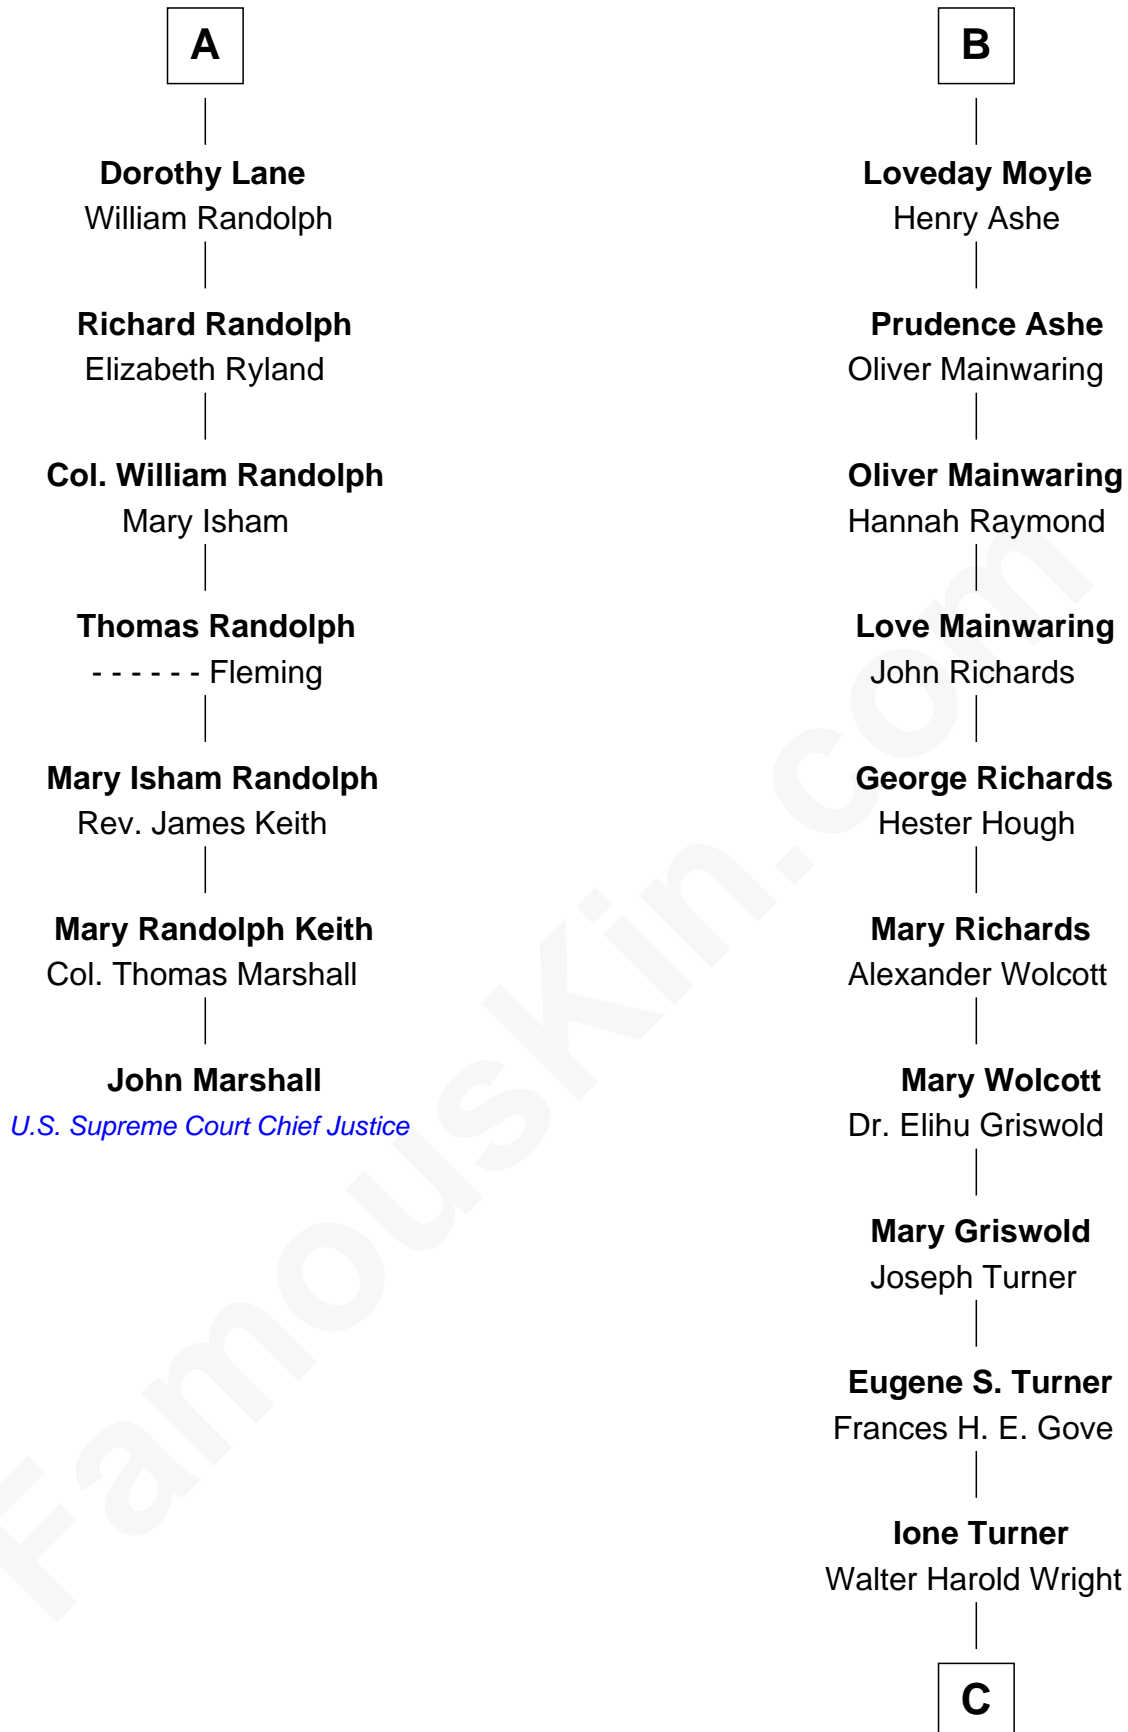 A
Dorothy Lane
William Randolph
Richard Randolph
Elizabeth Ryland
Col. William Randolph
Mary Isham
Thomas Randolph
- - - - - - Fleming
Mary Isham Randolph
Rev. James Keith
Mary Randolph Keith
Col. Thomas Marshall
John Marshall
U.S. Supreme Court Chief Justice
B
Loveday Moyle
Henry Ashe
Prudence Ashe
Oliver Mainwaring
Oliver Mainwaring
Hannah Raymond
Love Mainwaring
John Richards
George Richards
Hester Hough
Mary Richards
Alexander Wolcott
Mary Wolcott
Dr. Elihu Griswold
Mary Griswold
Joseph Turner
Eugene S. Turner
Frances H. E. Gove
Ione Turner
Walter Harold Wright
C
FamousKin.com